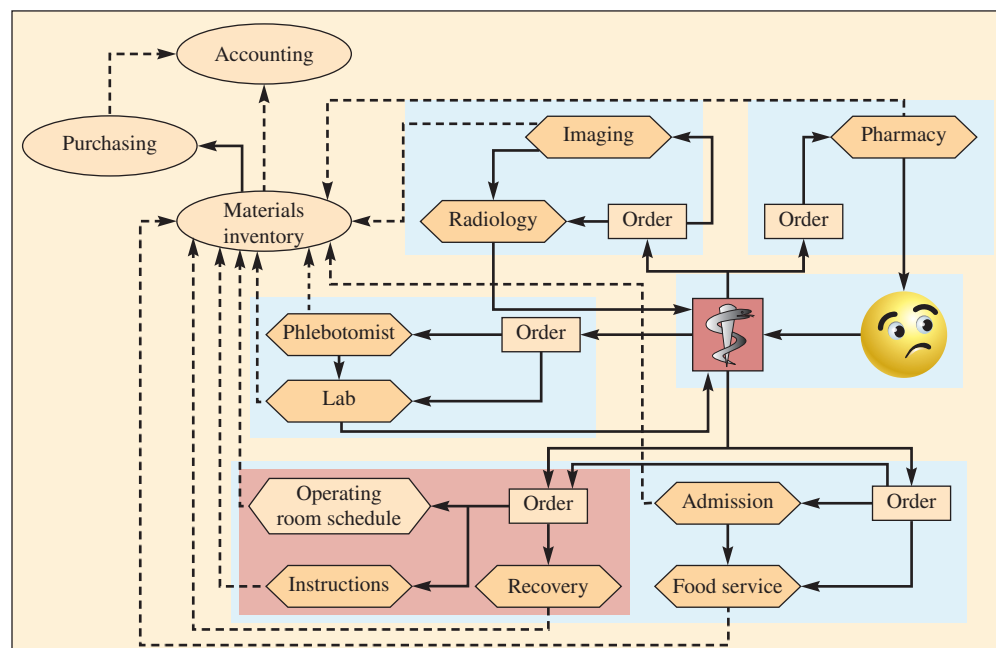 Accounting
Purchasing
Imaging
Pharmacy
Materials
inventory
Radiology
Order
Order
Phlebotomist
Order
Lab
Operating
room schedule
Order
Admission
Order
Instructions
Recovery
Food service